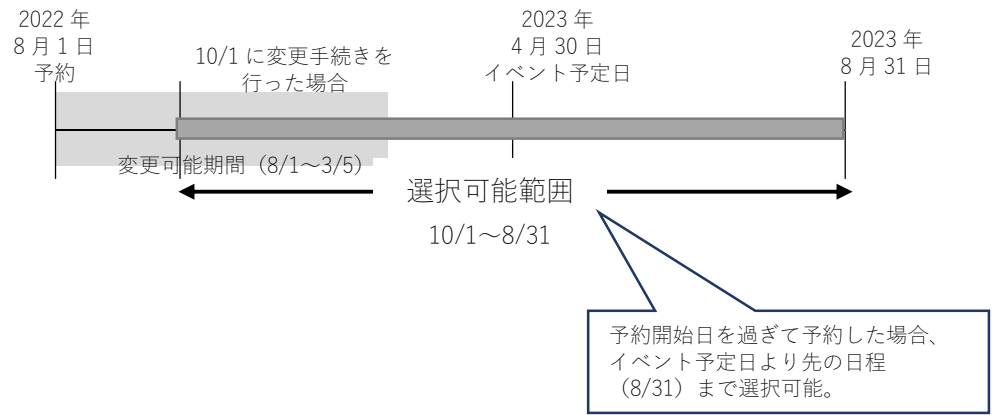 2022 年
8 月 1 日
予約
10/1 に変更手続きを
行った場合
2023 年
4 月 30 日
イベント予定日
2023 年
8 月 31 日
変更可能期間（8/1～3/5）
選択可能範囲
10/1～8/31
予約開始日を過ぎて予約した場合、
イベント予定日より先の日程
（8/31）まで選択可能。